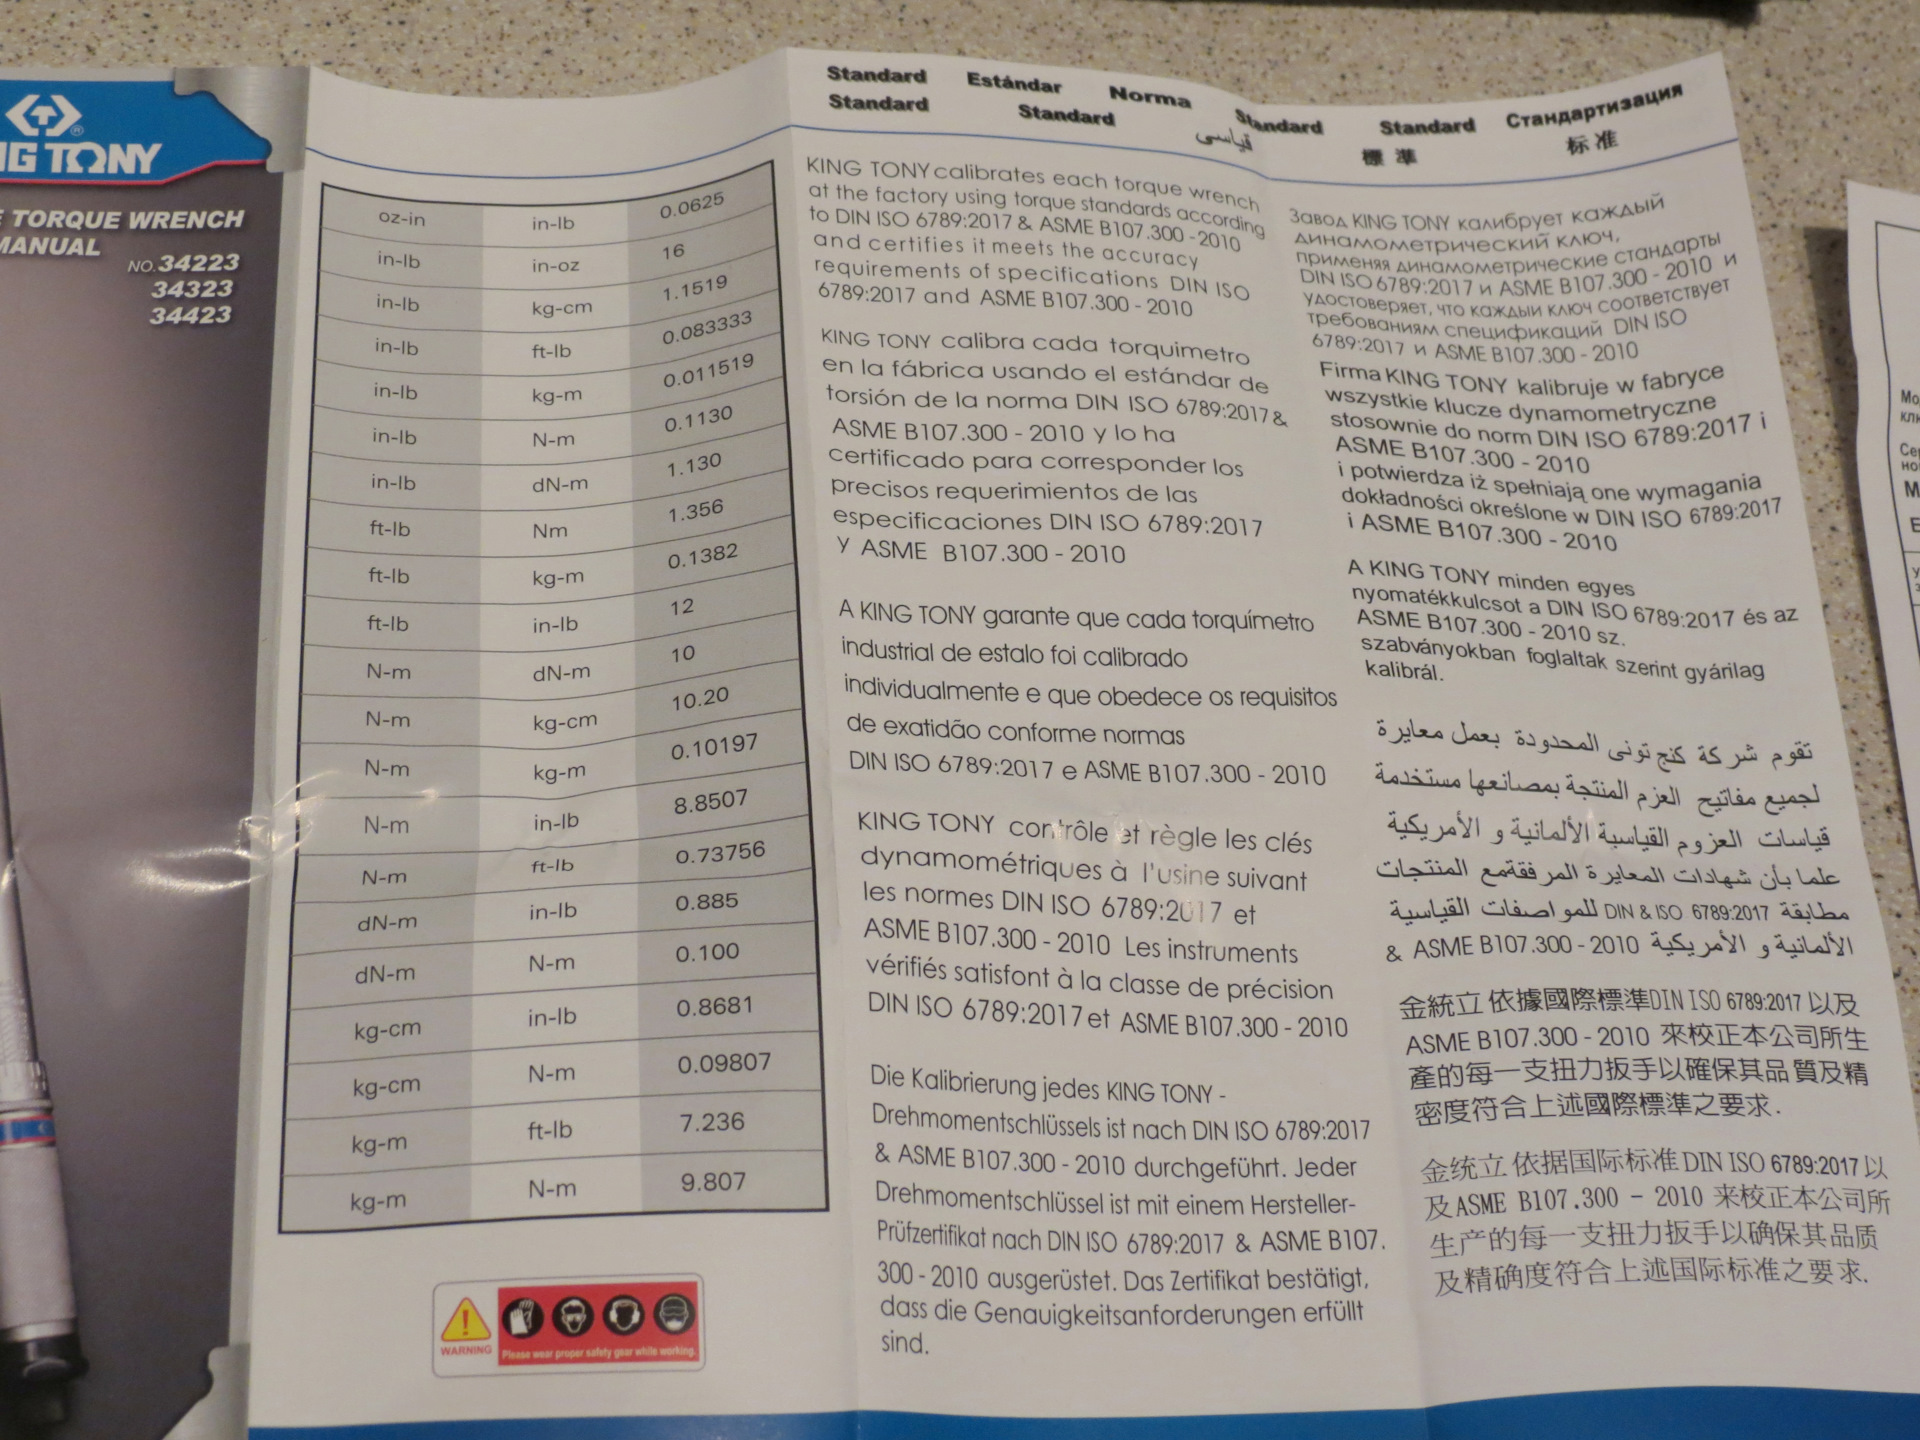 NG TONY
TORQUE WRENCH
MANUAL
NO. 34223
34323
34423
oz-in in-lb 0.0625
in-lb in-oz 16
in-lb kg-cm 1.1519
in-lb ft-lb 0.083333
in-lb kg-m 0.011519
in-lb N-m 0.1130
in-lb dN-m 1.130
ft-lb Nm 1.356
ft-lb kg-m 0.1382
ft-lb in-lb 12
N-m dN-m 10
N-m kg-cm 10.20
N-m kg-m 0.10197
N-m in-lb 8.8507
N-m ft-lb 0.73756
dN-m in-lb 0.885
dN-m N-m 0.100
kg-cm in-lb 0.8681
kg-cm N-m 0.09807
kg-m ft-lb 7.236
kg-m N-m 9.807
WARNING
Please wear proper safety gear while working.
Standard Estándar Norma Standard Standard Стандартизация
Standard Standard قياسى 標 準 标 准
KING TONY calibrates each torque wrench
at the factory using torque standards according
to DIN ISO 6789:2017 & ASME B107.300 - 2010
and certifies it meets the accuracy
requirements of specifications DIN ISO
6789:2017 and ASME B107.300 - 2010
KING TONY calibra cada torquimetro
en la fábrica usando el estándar de
torsión de la norma DIN ISO 6789:2017 &
ASME B107.300 - 2010 y lo ha
certificado para corresponder los
precisos requerimientos de las
especificaciones DIN ISO 6789:2017
y ASME B107.300 - 2010
A KING TONY garante que cada torquímetro
industrial de estalo foi calibrado
individualmente e que obedece os requisitos
de exatidão conforme normas
DIN ISO 6789:2017 e ASME B107.300 - 2010
KING TONY contrôle et règle les clés
dynamométriques à l'usine suivant
les normes DIN ISO 6789:2017 et
ASME B107.300 - 2010 Les instruments
vérifiés satisfont à la classe de précision
DIN ISO 6789:2017 et ASME B107.300 - 2010
Die Kalibrierung jedes KING TONY -
Drehmomentschlüssels ist nach DIN ISO 6789:2017
& ASME B107.300 - 2010 durchgeführt. Jeder
Drehmomentschlüssel ist mit einem Hersteller-
Prüfzertifikat nach DIN ISO 6789:2017 & ASME B107.
300 - 2010 ausgerüstet. Das Zertifikat bestätigt,
dass die Genauigkeitsanforderungen erfüllt
sind.
Завод KING TONY калибрует каждый
динамометрический ключ,
применяя динамометрические стандарты
DIN ISO 6789:2017 и ASME B107.300 - 2010 и
удостоверяет, что каждый ключ соответствует
требованиям спецификаций DIN ISO
6789:2017 и ASME B107.300 - 2010
Firma KING TONY kalibruje w fabryce
wszystkie klucze dynamometryczne
stosownie do norm DIN ISO 6789:2017 i
ASME B107.300 - 2010
i potwierdza iż spełniają one wymagania
dokładności określone w DIN ISO 6789:2017
i ASME B107.300 - 2010
A KING TONY minden egyes
nyomatékkulcsot a DIN ISO 6789:2017 és az
ASME B107.300 - 2010 sz.
szabványokban foglaltak szerint gyárilag
kalibrál.
تقوم شركة كنج تونى المحدودة بعمل معايرة
لجميع مفاتيح العزم المنتجة بمصانعها مستخدمة
قياسات العزوم القياسية الألمانية و الأمريكية
علما بأن شهادات المعايرة المرفقةمع المنتجات
مطابقة DIN & ISO 6789:2017 للمواصفات القياسية
الألمانية و الأمريكية ASME B107.300 - 2010 &
金統立 依據國際標準DIN ISO 6789:2017 以及
ASME B107.300 - 2010 來校正本公司所生
產的每一支扭力扳手以確保其品質及精
密度符合上述國際標準之要求.
金统立 依据国际标准 DIN ISO 6789:2017 以
及ASME B107.300 - 2010 来校正本公司所
生产的每一支扭力扳手以确保其品质
及精确度符合上述国际标准之要求.